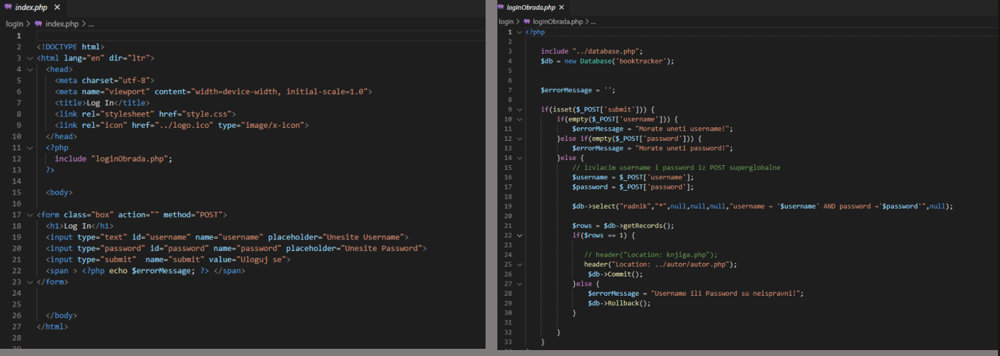 index.php ×
logIn > index.php > ...
1
2 <!DOCTYPE html>
3 <html lang="en" dir="ltr">
4 <head>
5 <meta charset="utf-8">
6 <meta name="viewport" content="width=device-width, initial-scale=1.0">
7 <title>Log In</title>
8 <link rel="stylesheet" href="style.css">
9 <link rel="icon" href="../logo.ico" type="image/x-icon">
10 </head>
11 <?php
12 include "loginObrada.php";
13 ?>
14
15 <body>
16
17 <form class="box" action="" method="POST">
18 <h1>Log In</h1>
19 <input type="text" id="username" name="username" placeholder="Unesite Username">
20 <input type="password" id="password" name="password" placeholder="Unesite Password">
21 <input type="submit"  name="submit" value="Uloguj se">
22 <span > <?php echo $errorMessage; ?> </span>
23 </form>
24
25
26 </body>
27 </html>
28
logInObrada.php ×
logIn > logInObrada.php > ...
1 <?php
2
3 include "../database.php";
4 $db = new Database('booktracker');
5
6
7 $errorMessage = '';
8
9 if(isset($_POST['submit'])) {
10 if(empty($_POST['username'])) {
11 $errorMessage = "Morate uneti username!";
12 }else if(empty($_POST['password'])) {
13 $errorMessage = "Morate uneti password!";
14 }else {
15 // izvlacim username i password iz POST superglobalne
16 $username = $_POST['username'];
17 $password = $_POST['password'];
18
19 $db->select("radnik","*",null,null,null,"username = '$username' AND password ='$password'",null);
20
21 $rows = $db->getRecords();
22 if($rows == 1) {
23
24 // header("Location: knjiga.php");
25 header("Location: ../autor/autor.php");
26 $db->Commit();
27 }else {
28 $errorMessage = "Username ili Password su neispravni!";
29 $db->Rollback();
30 }
31
32 }
33 }